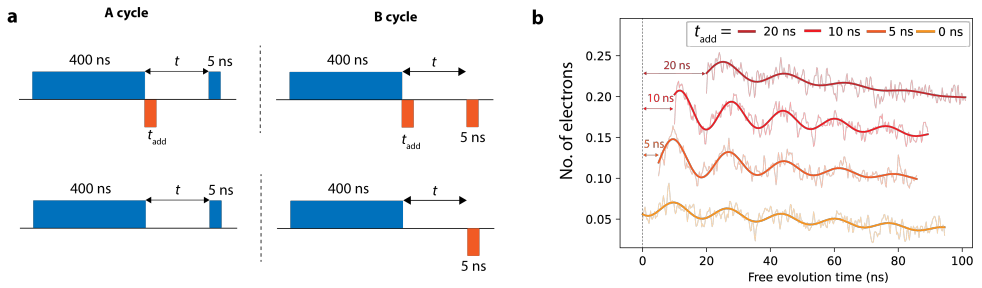 a
A cycle
B cycle
400 ns
t
5 ns
t_add
400 ns
t
t_add
5 ns
400 ns
t
5 ns
400 ns
t
5 ns
b
t_add =
20 ns
10 ns
5 ns
0 ns
20 ns
10 ns
5 ns
No. of electrons
0.25
0.20
0.15
0.10
0.05
0 20 40 60 80 100
Free evolution time (ns)